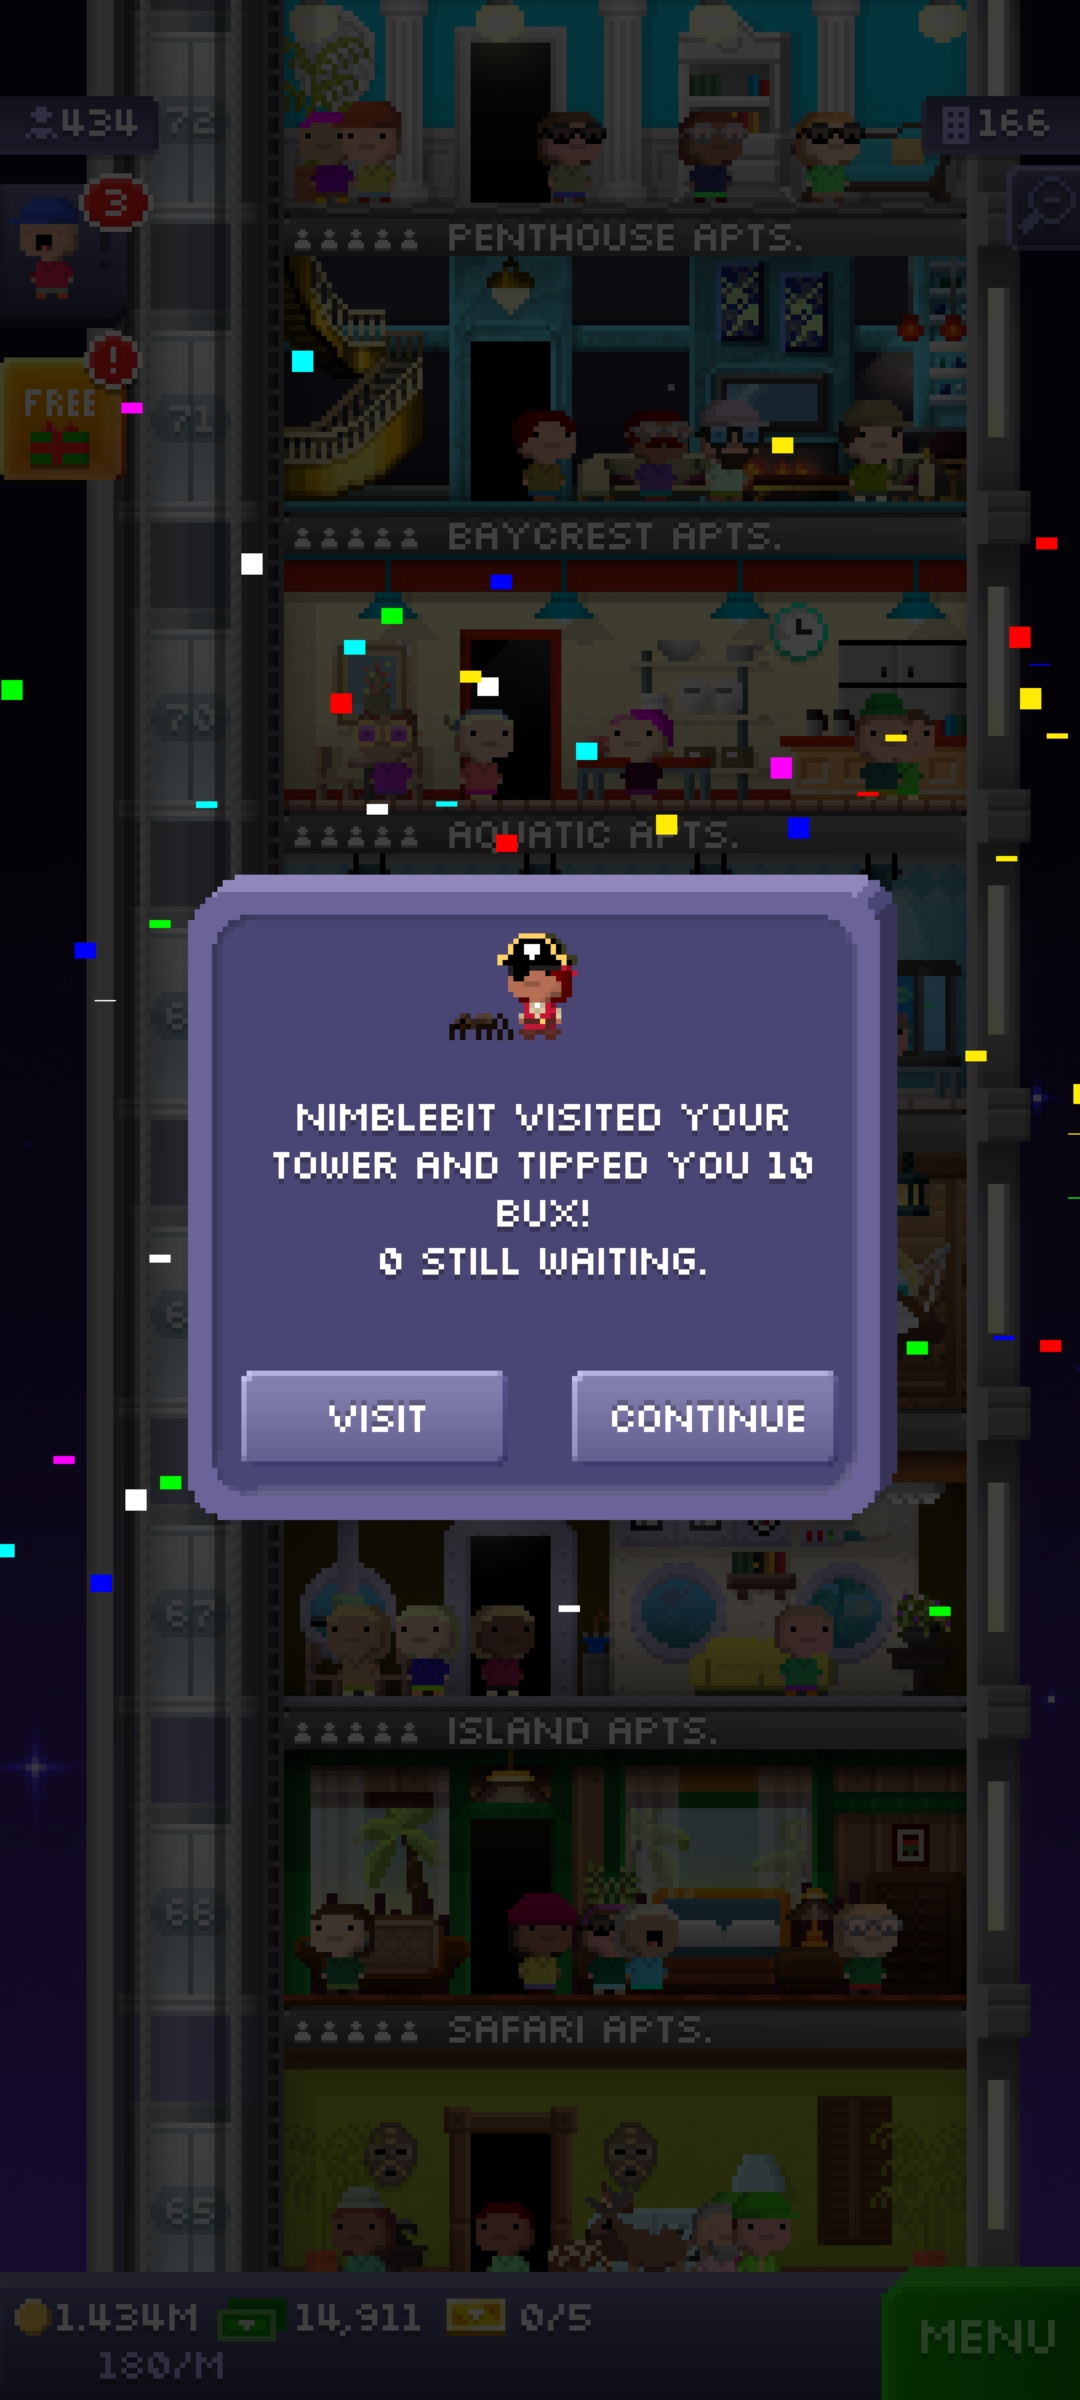 434
72
166
3
PENTHOUSE APTS.
!
FREE
71
BAYCREST APTS.
70
AQUATIC APTS.
NIMBLEBIT VISITED YOUR
TOWER AND TIPPED YOU 10
BUX!
0 STILL WAITING.
VISIT
CONTINUE
67
ISLAND APTS.
66
SAFARI APTS.
65
1.434M
14,911
0/5
180/M
MENU